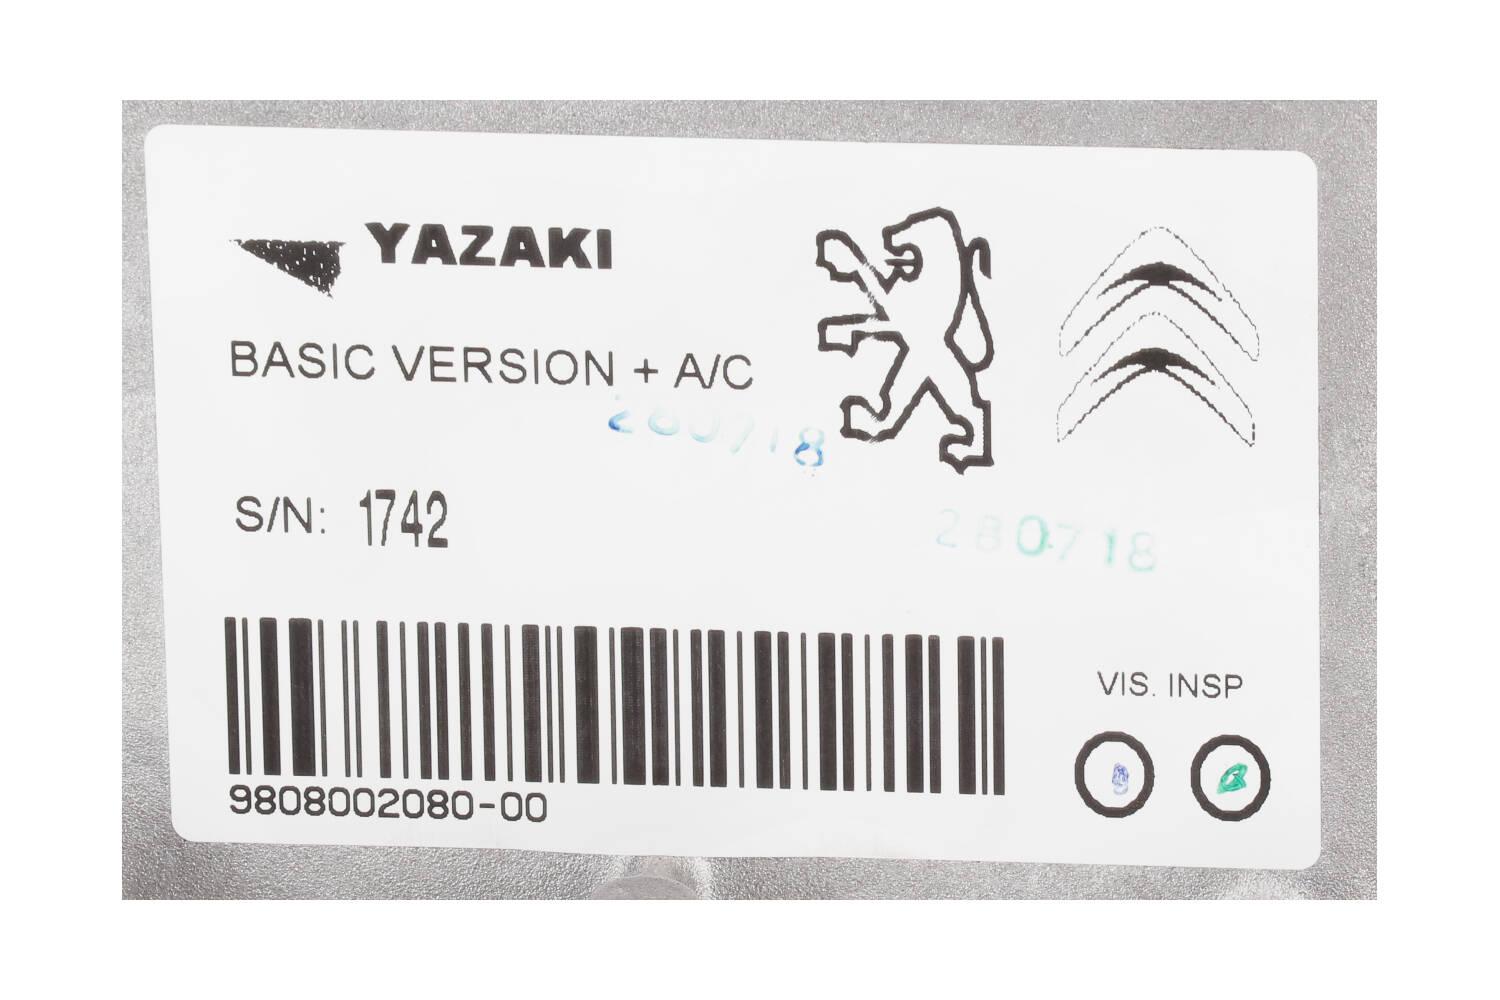 YAZAKI
BASIC VERSION + A/C
280718
S/N: 1742
280718
9808002080-00
VIS. INSP